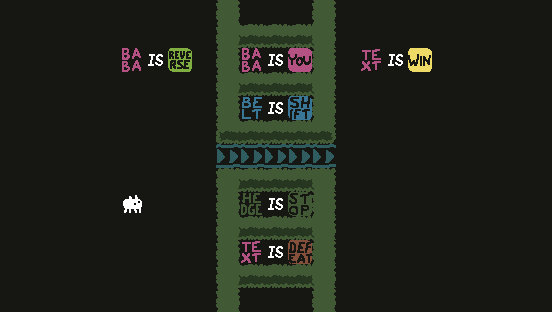 BABA IS REVERSE
BABA IS YOU
TEXT IS WIN
BELT IS SHIFT
HEDGE IS STOP
TEXT IS DEFEAT